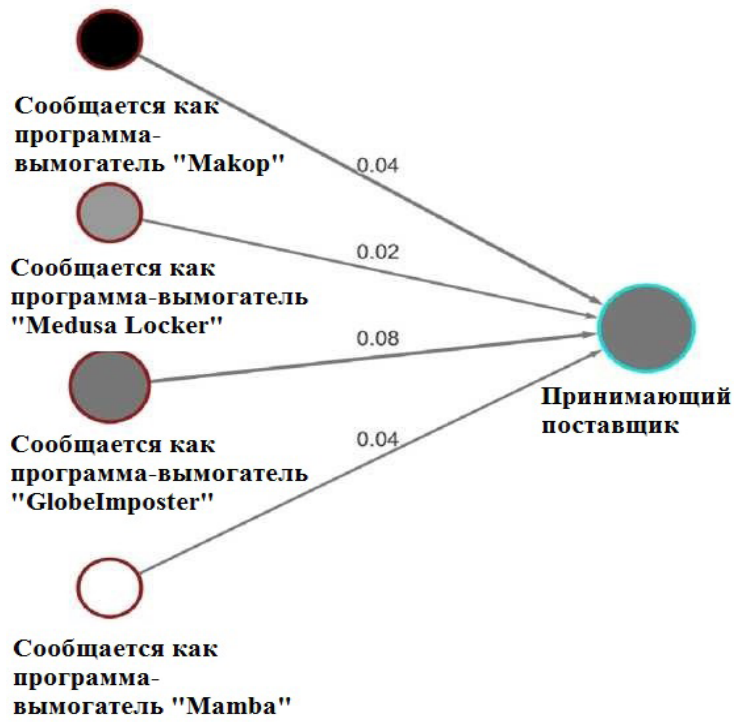 Сообщается как
программа-
вымогатель "Makop"
0.04
Сообщается как
программа-вымогатель
"Medusa Locker"
0.02
Сообщается как
программа-вымогатель
"GlobeImposter"
0.08
Сообщается как
программа-
вымогатель "Mamba"
0.04
Принимающий
поставщик